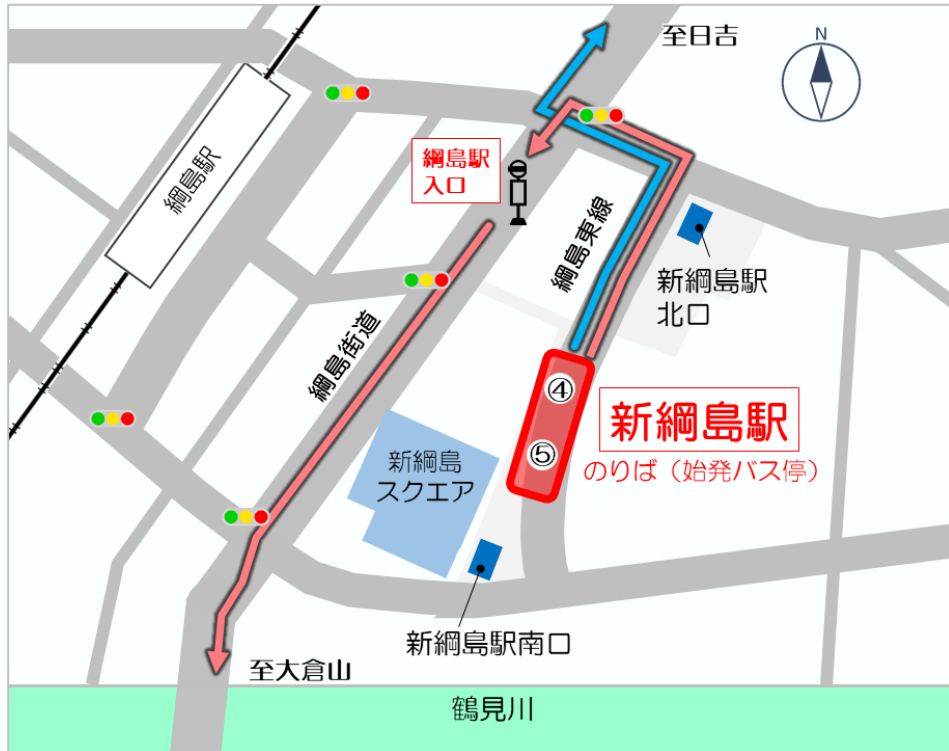 至日吉
N
綱島駅
綱島駅
入口
綱島東線
新綱島駅
北口
綱島街道
④
新綱島駅
⑤
のりば（始発バス停）
新綱島
スクエア
新綱島駅南口
至大倉山
鶴見川